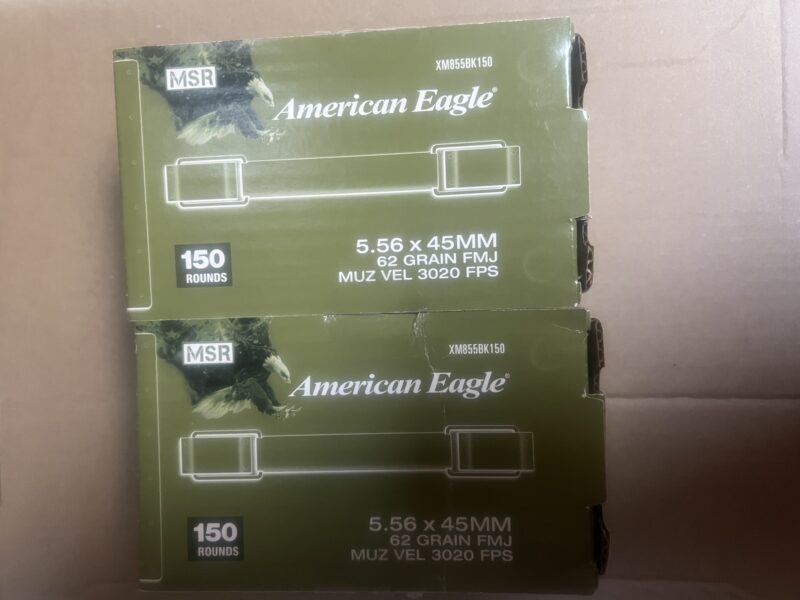 MSR
XM855BK150
American Eagle®
150
ROUNDS
5.56 x 45MM
62 GRAIN FMJ
MUZ VEL 3020 FPS
MSR
XM855BK150
American Eagle®
150
ROUNDS
5.56 x 45MM
62 GRAIN FMJ
MUZ VEL 3020 FPS